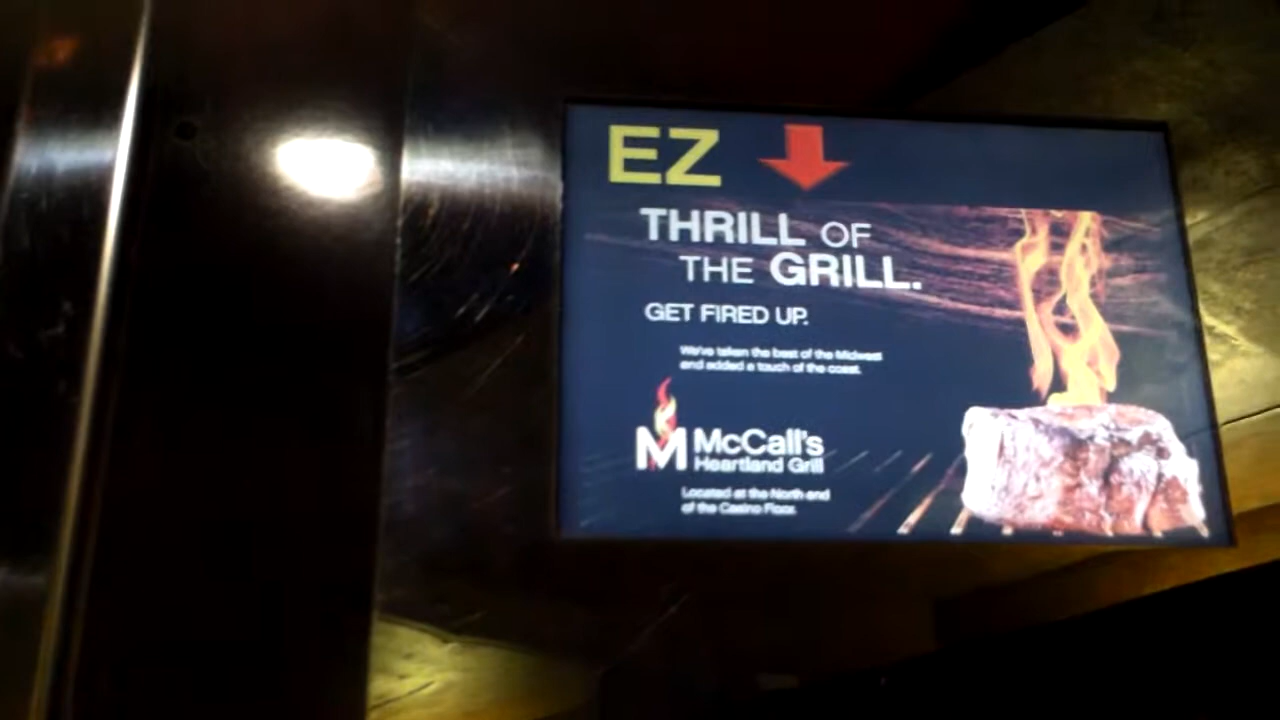 EZ
THRILL OF
THE GRILL.
GET FIRED UP.
We've taken the best of the Midwest
and added a touch of the coast.
M McCall's
Heartland Grill
Located at the North end
of the Casino Floor.